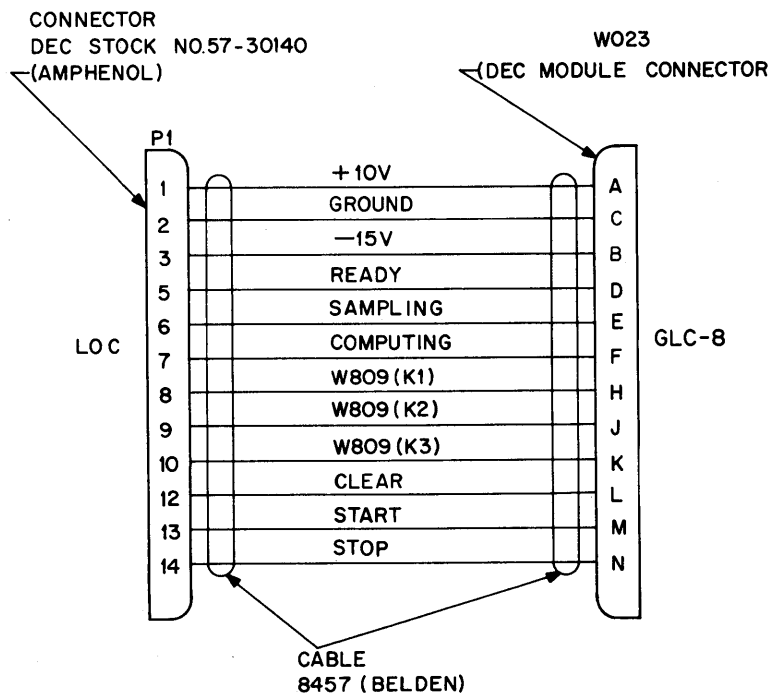 CONNECTOR
DEC STOCK NO.57-30140
(AMPHENOL)
W023
(DEC MODULE CONNECTOR
P1
1 +10V A
2 GROUND C
3 -15V B
5 READY D
6 SAMPLING E
LOC
7 COMPUTING F
GLC-8
8 W809(K1) H
9 W809(K2) J
10 W809(K3) K
12 CLEAR L
13 START M
14 STOP N
CABLE
8457 (BELDEN)